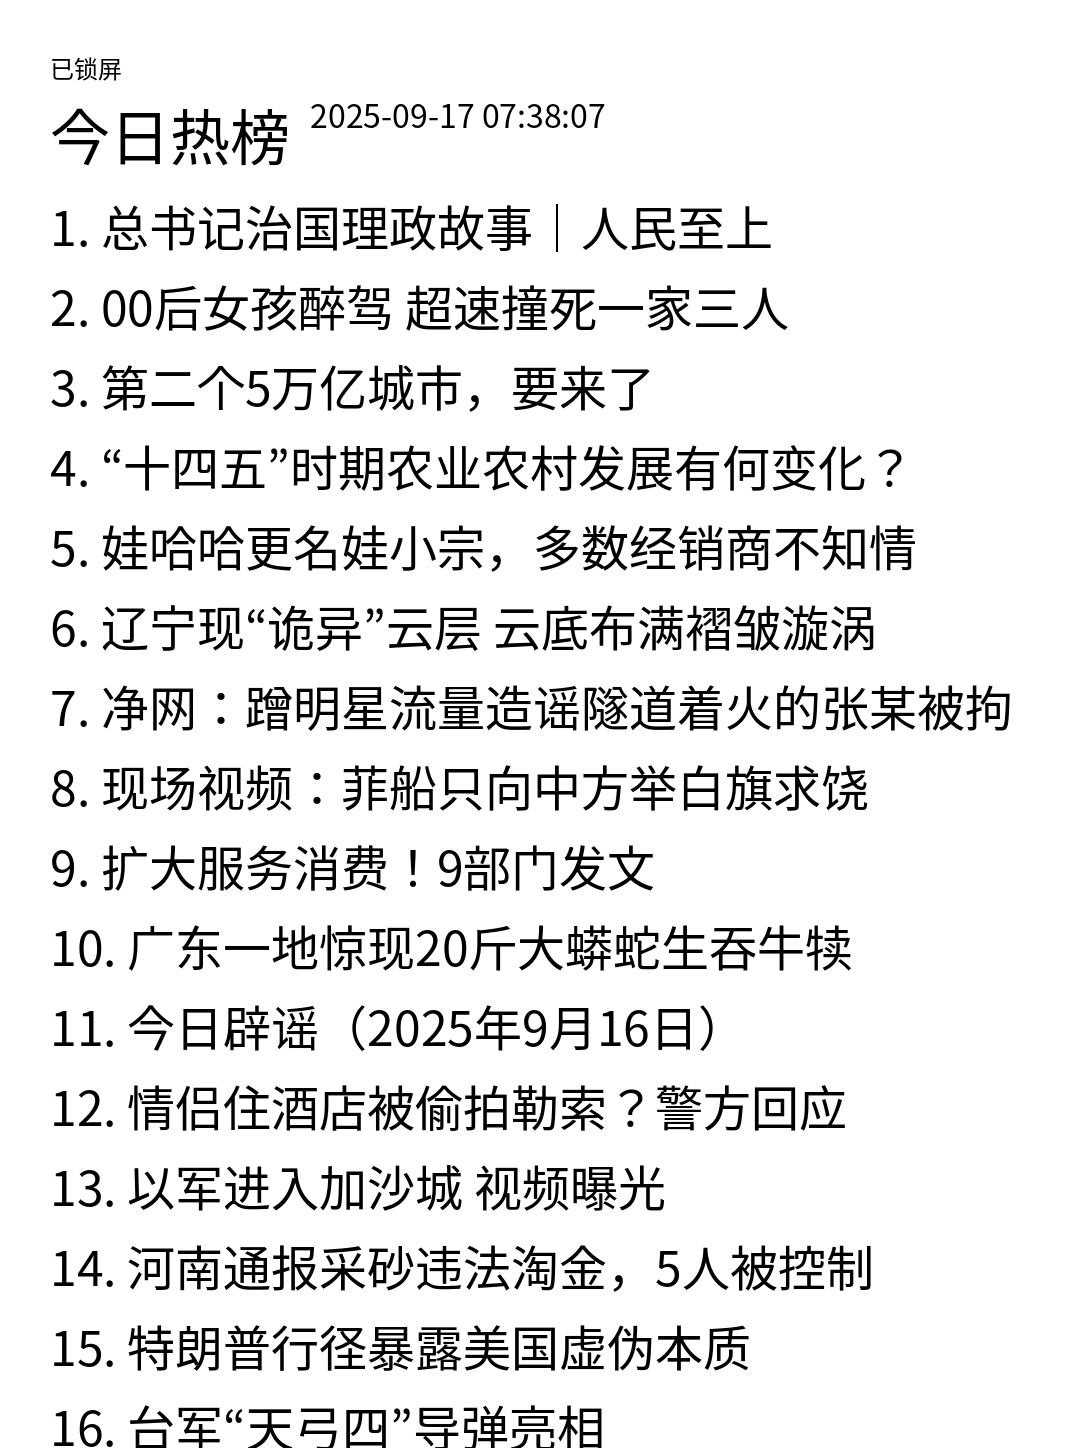 已锁屏
今日热榜 2025-09-17 07:38:07
1. 总书记治国理政故事｜人民至上
2. 00后女孩醉驾 超速撞死一家三人
3. 第二个5万亿城市，要来了
4. “十四五”时期农业农村发展有何变化？
5. 娃哈哈更名娃小宗，多数经销商不知情
6. 辽宁现“诡异”云层 云底布满褶皱漩涡
7. 净网：蹭明星流量造谣隧道着火的张某被拘
8. 现场视频：菲船只向中方举白旗求饶
9. 扩大服务消费！9部门发文
10. 广东一地惊现20斤大蟒蛇生吞牛犊
11. 今日辟谣（2025年9月16日）
12. 情侣住酒店被偷拍勒索？警方回应
13. 以军进入加沙城 视频曝光
14. 河南通报采砂违法淘金，5人被控制
15. 特朗普行径暴露美国虚伪本质
16. 台军“天弓四”导弹亮相